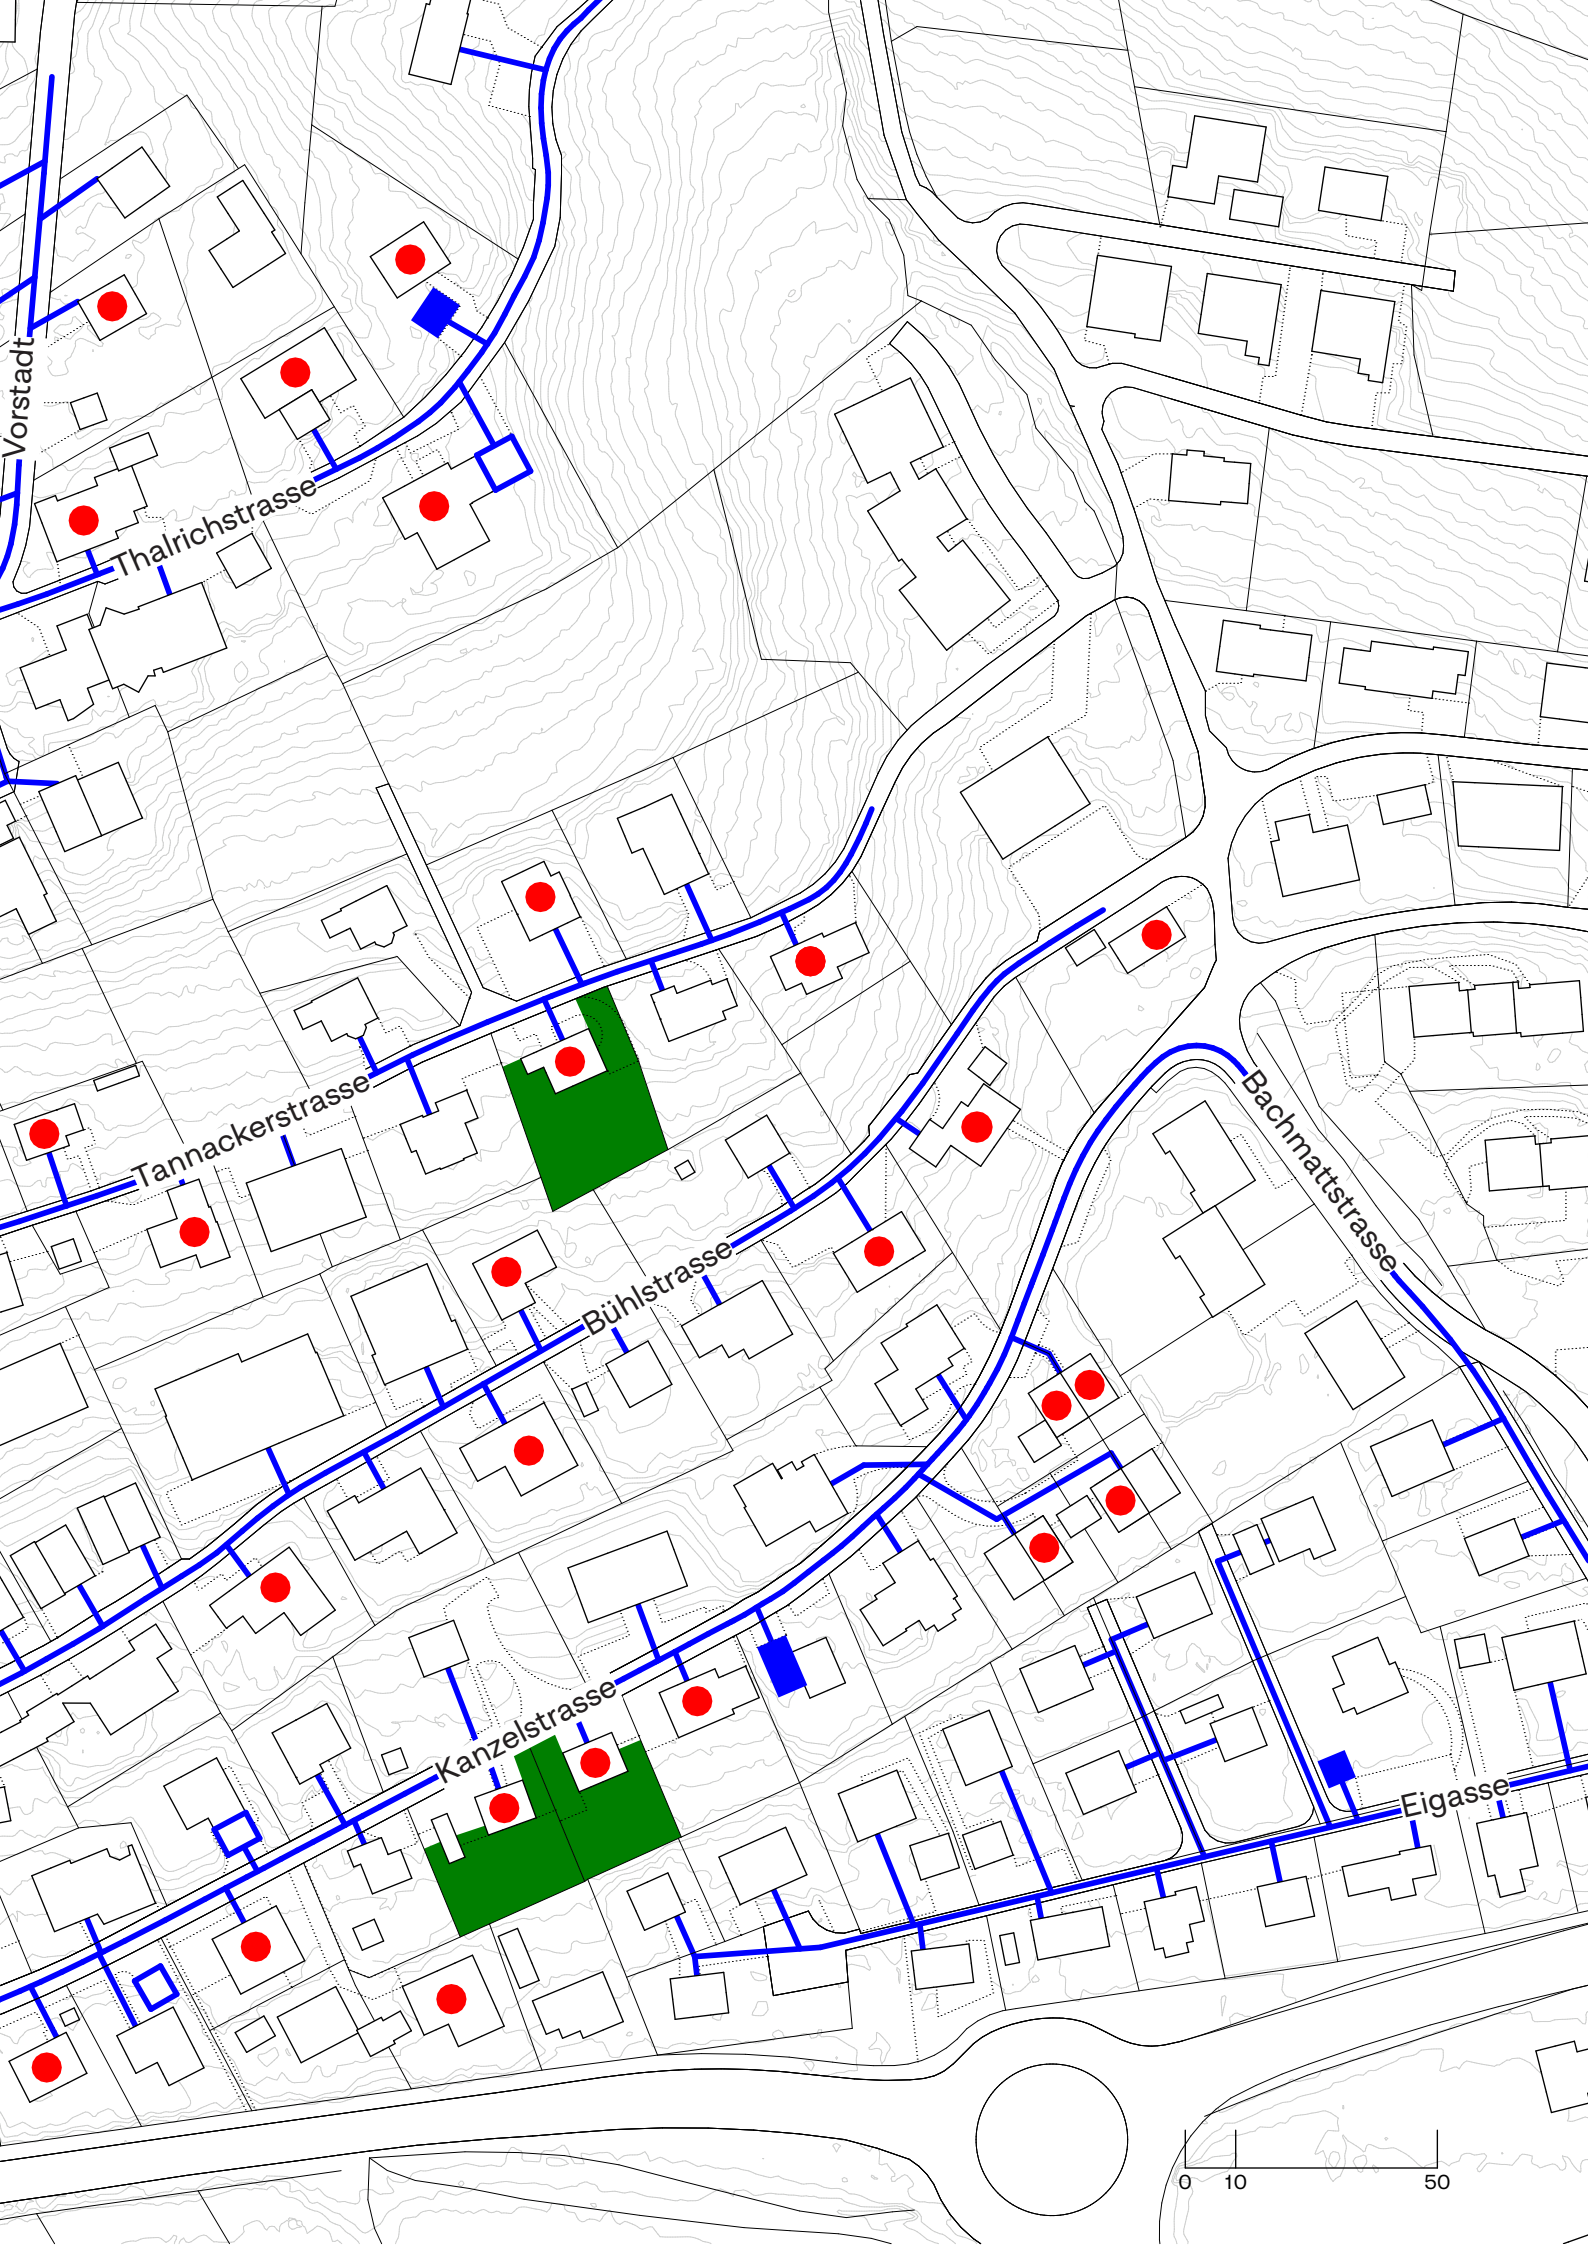 Vorstadt
Thalrichstrasse
Tannackerstrasse
Bachmattstrasse
Bühlstrasse
Kanzelstrasse
Eigasse
0 10 50